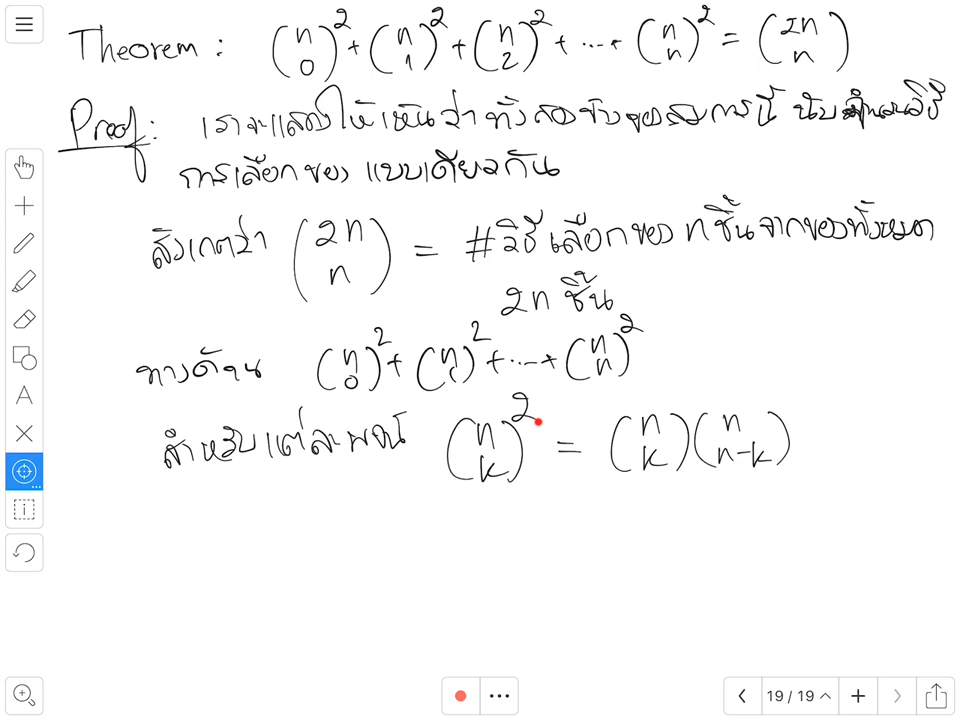 Theorem : (n 0)² + (n 1)² + (n 2)² + ... + (n n)² = (2n n)
Proof : เราจะแสดงให้เห็นว่า ทั้งสองข้างของสมการนี้ นับจำนวนวิธี
การเลือกของ แบบเดียวกัน
สังเกตว่า (2n n) = #วิธีเลือกของ n ชิ้นจากของทั้งหมด
2n ชิ้น
ทางด้าน (n 0)² + (n 1)² + ... + (n n)²
สำหรับแต่ละพจน์ (n k)² = (n k)(n n-k)
A
19 / 19